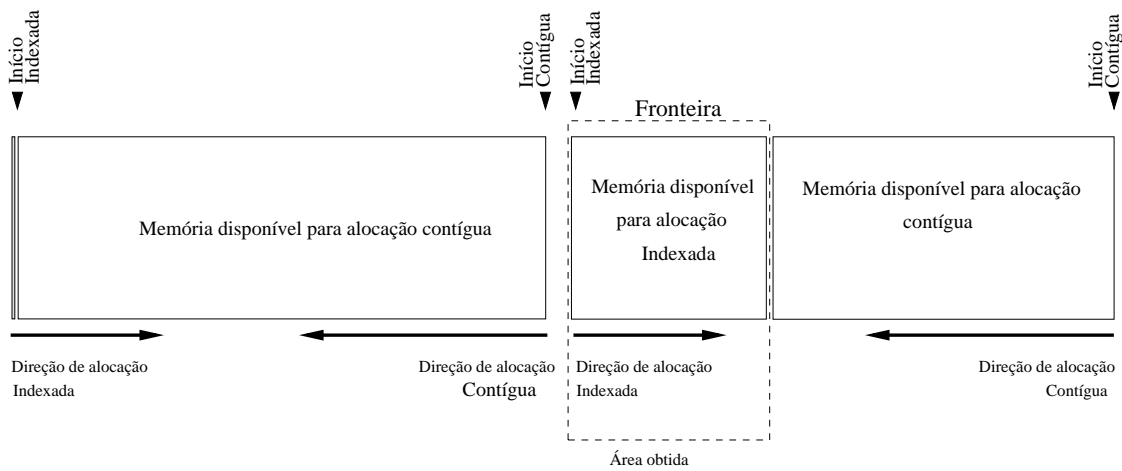 Início
Indexada
Início
Contígua
Início
Indexada
Início
Contígua
Fronteira
Memória disponível para alocação contígua
Memória disponível
para alocação
Indexada
Memória disponível para alocação
contígua
Direção de alocação
Indexada
Direção de alocação
Contígua
Direção de alocação
Indexada
Direção de alocação
Contígua
Área obtida